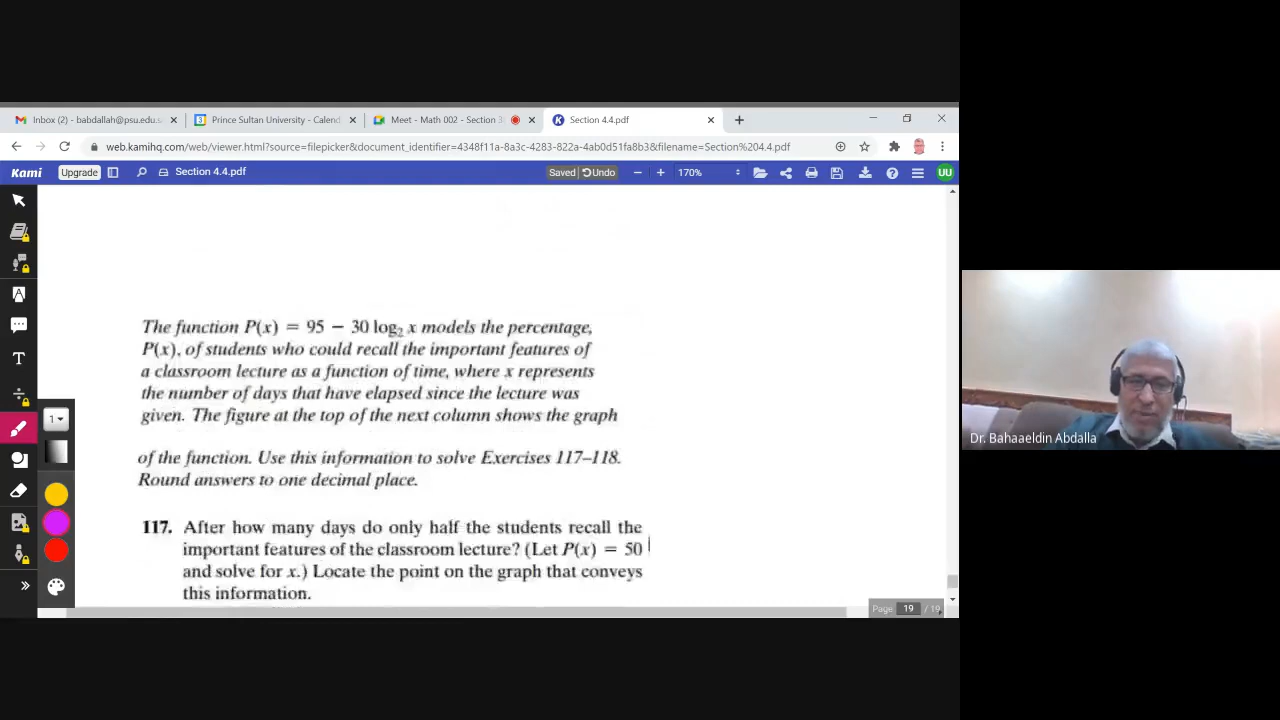 Inbox (2) - babdallah@psu.edu.s
Prince Sultan University - Calend
Meet - Math 002 - Section 3
Section 4.4.pdf
web.kamihq.com/web/viewer.html?source=filepicker&document_identifier=4348f11a-8a3c-4283-822a-4ab0d51fa8b3&filename=Section%204.4.pdf
Kami Upgrade Section 4.4.pdf Saved Undo 170% UU
The function P(x) = 95 − 30 log₂ x models the percentage,
P(x), of students who could recall the important features of
a classroom lecture as a function of time, where x represents
the number of days that have elapsed since the lecture was
given. The figure at the top of the next column shows the graph
of the function. Use this information to solve Exercises 117–118.
Round answers to one decimal place.
117. After how many days do only half the students recall the
important features of the classroom lecture? (Let P(x) = 50
and solve for x.) Locate the point on the graph that conveys
this information.
1
Page 19 / 19
Dr. Bahaaeldin Abdalla